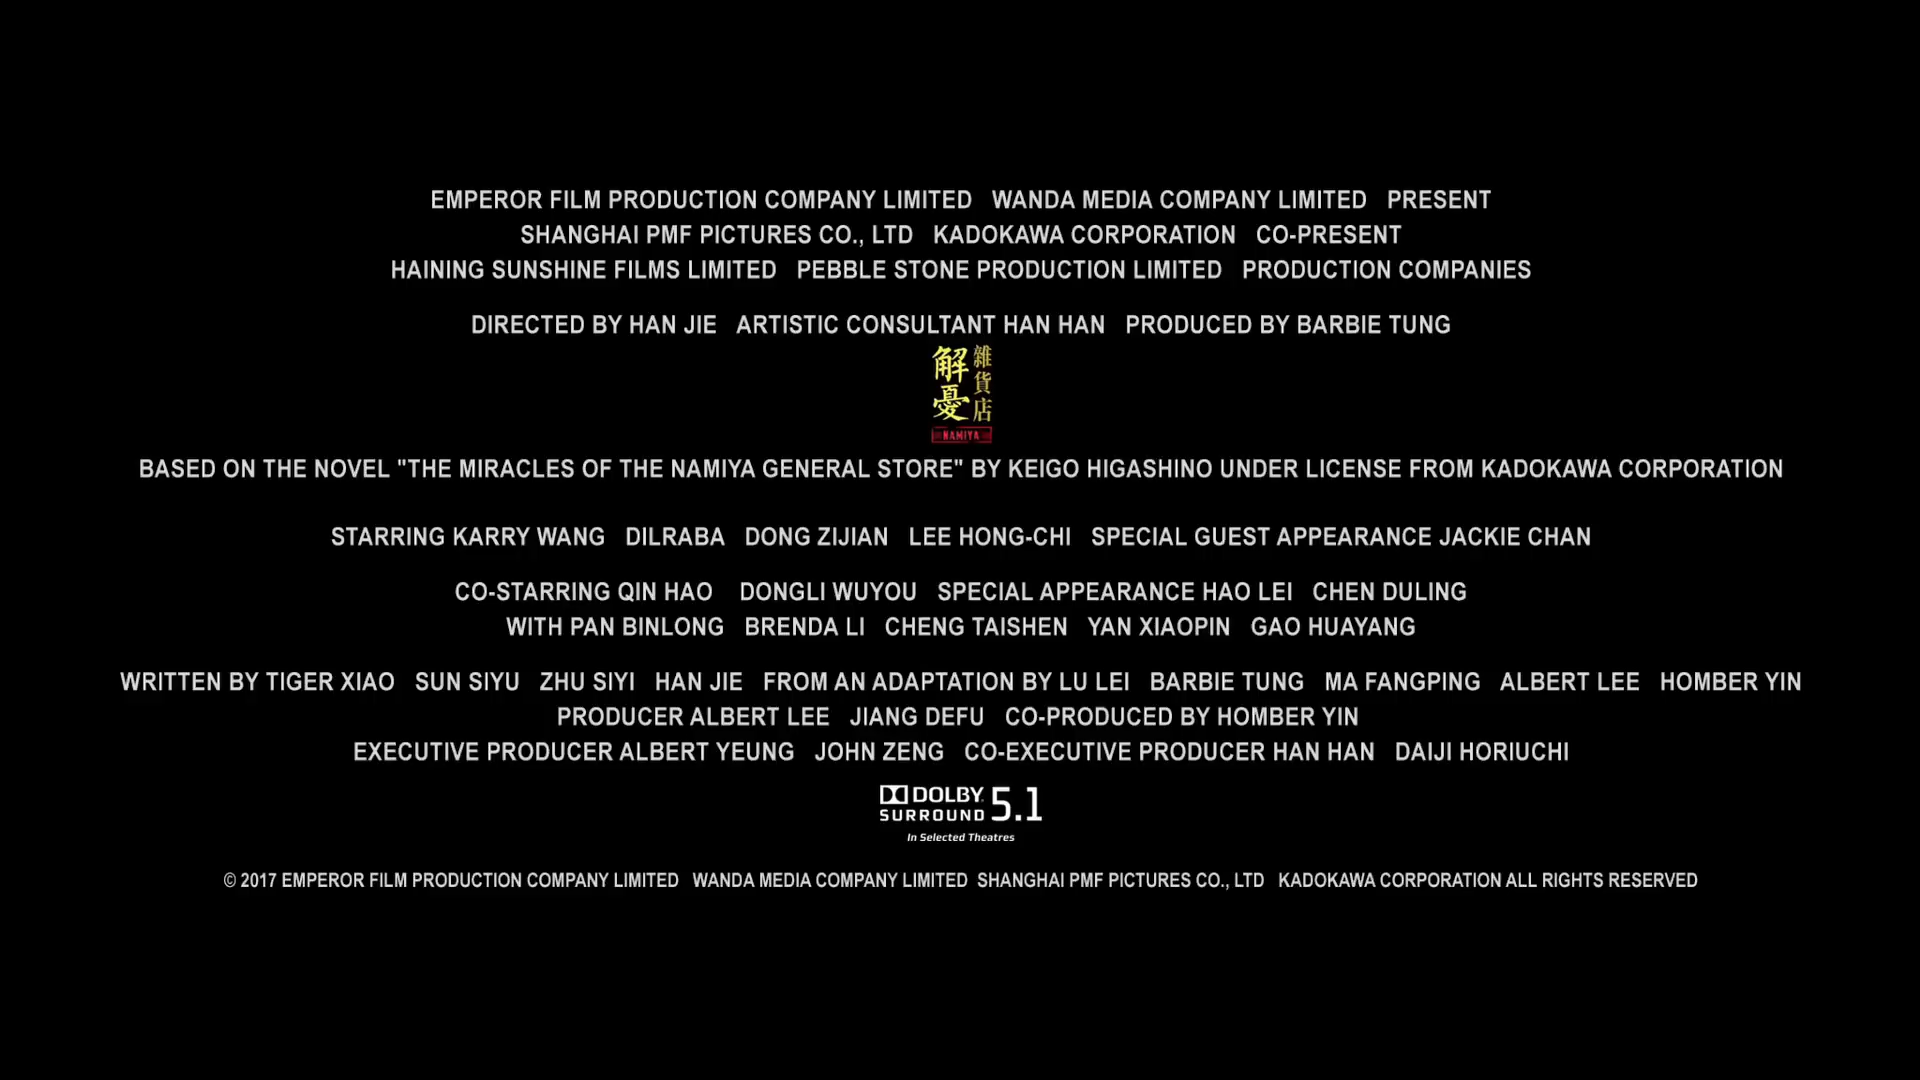 EMPEROR FILM PRODUCTION COMPANY LIMITED WANDA MEDIA COMPANY LIMITED PRESENT
SHANGHAI PMF PICTURES CO., LTD KADOKAWA CORPORATION CO-PRESENT
HAINING SUNSHINE FILMS LIMITED PEBBLE STONE PRODUCTION LIMITED PRODUCTION COMPANIES
DIRECTED BY HAN JIE ARTISTIC CONSULTANT HAN HAN PRODUCED BY BARBIE TUNG
解憂
雜貨店
NAMIYA
BASED ON THE NOVEL "THE MIRACLES OF THE NAMIYA GENERAL STORE" BY KEIGO HIGASHINO UNDER LICENSE FROM KADOKAWA CORPORATION
STARRING KARRY WANG DILRABA DONG ZIJIAN LEE HONG-CHI SPECIAL GUEST APPEARANCE JACKIE CHAN
CO-STARRING QIN HAO DONGLI WUYOU SPECIAL APPEARANCE HAO LEI CHEN DULING
WITH PAN BINLONG BRENDA LI CHENG TAISHEN YAN XIAOPIN GAO HUAYANG
WRITTEN BY TIGER XIAO SUN SIYU ZHU SIYI HAN JIE FROM AN ADAPTATION BY LU LEI BARBIE TUNG MA FANGPING ALBERT LEE HOMBER YIN
PRODUCER ALBERT LEE JIANG DEFU CO-PRODUCED BY HOMBER YIN
EXECUTIVE PRODUCER ALBERT YEUNG JOHN ZENG CO-EXECUTIVE PRODUCER HAN HAN DAIJI HORIUCHI
DOLBY SURROUND 5.1
In Selected Theatres
© 2017 EMPEROR FILM PRODUCTION COMPANY LIMITED WANDA MEDIA COMPANY LIMITED SHANGHAI PMF PICTURES CO., LTD KADOKAWA CORPORATION ALL RIGHTS RESERVED